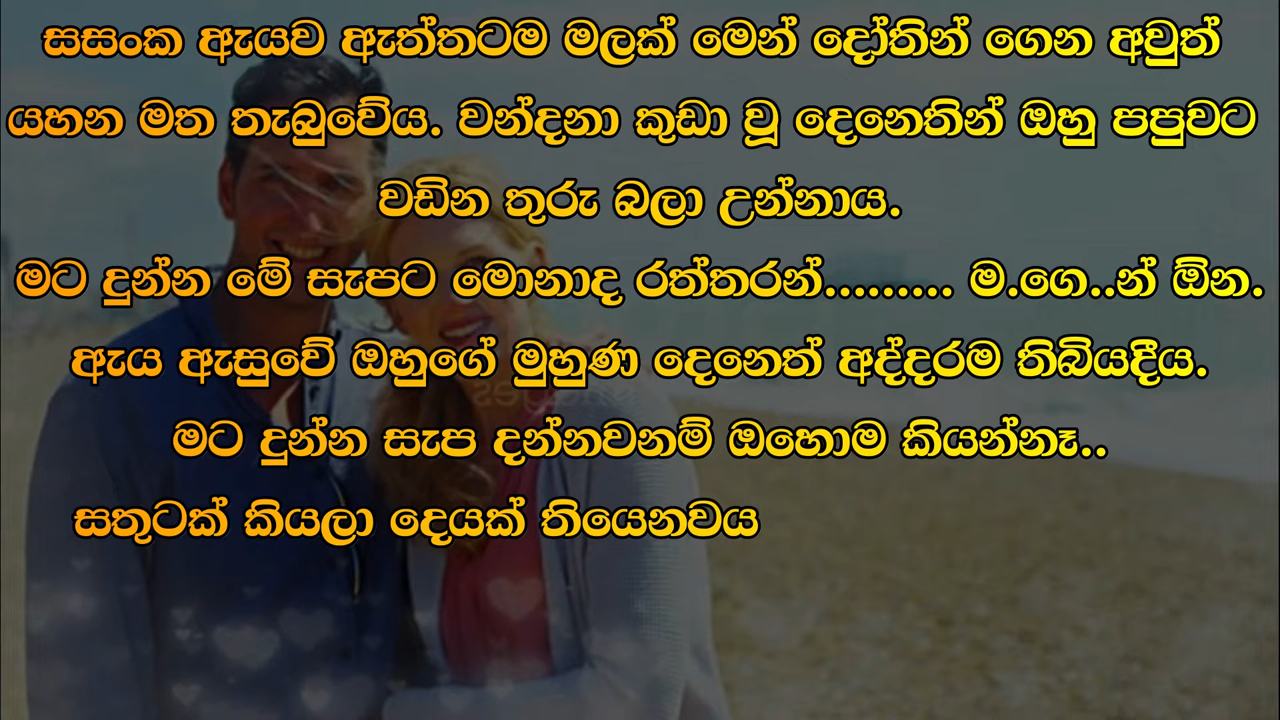 සසංක ඇයව ඇත්තටම මලක් මෙන් දෝතින් ගෙන අවුත්
යහන මත තැබුවේය. වන්දනා කුඩා වූ දෙනෙතින් ඔහු පපුවට
වඩින තුරු බලා උන්නාය.
මට දුන්න මේ සැපට මොනාද රත්තරන්......... ම.ගෙ..න් ඕන.
ඇය ඇසුවේ ඔහුගේ මුහුණ දෙනෙත් අද්දරම තිබියදීය.
මට දුන්න සැප දන්නවනම් ඔහොම කියන්නෑ..
සතුටක් කියලා දෙයක් තියෙනවය